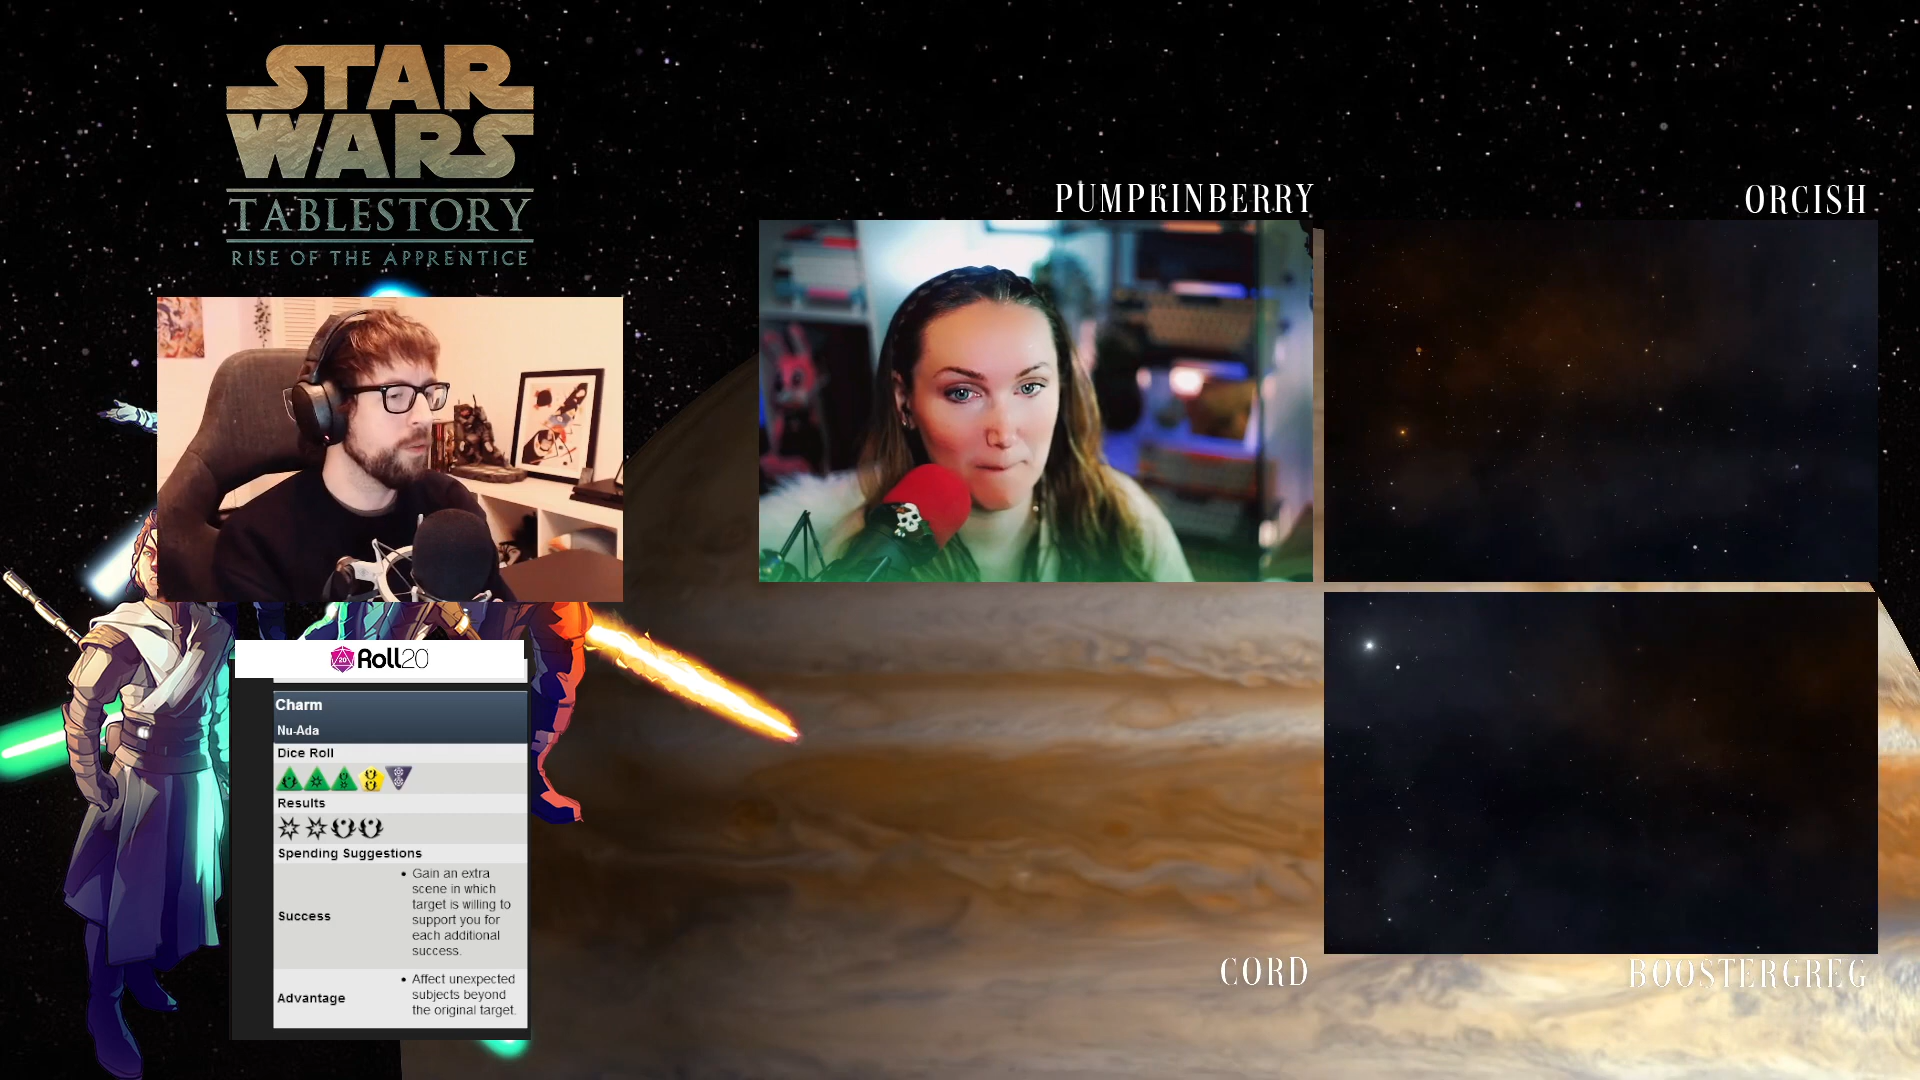 STAR
WARS
TABLESTORY
RISE OF THE APPRENTICE
PUMPKINBERRY
ORCISH
20 Roll20
Charm
Nu-Ada
Dice Roll
Results
Spending Suggestions
Success
• Gain an extra
scene in which
target is willing to
support you for
each additional
success.
Advantage
• Affect unexpected
subjects beyond
the original target.
CORD
BOOSTERGREG